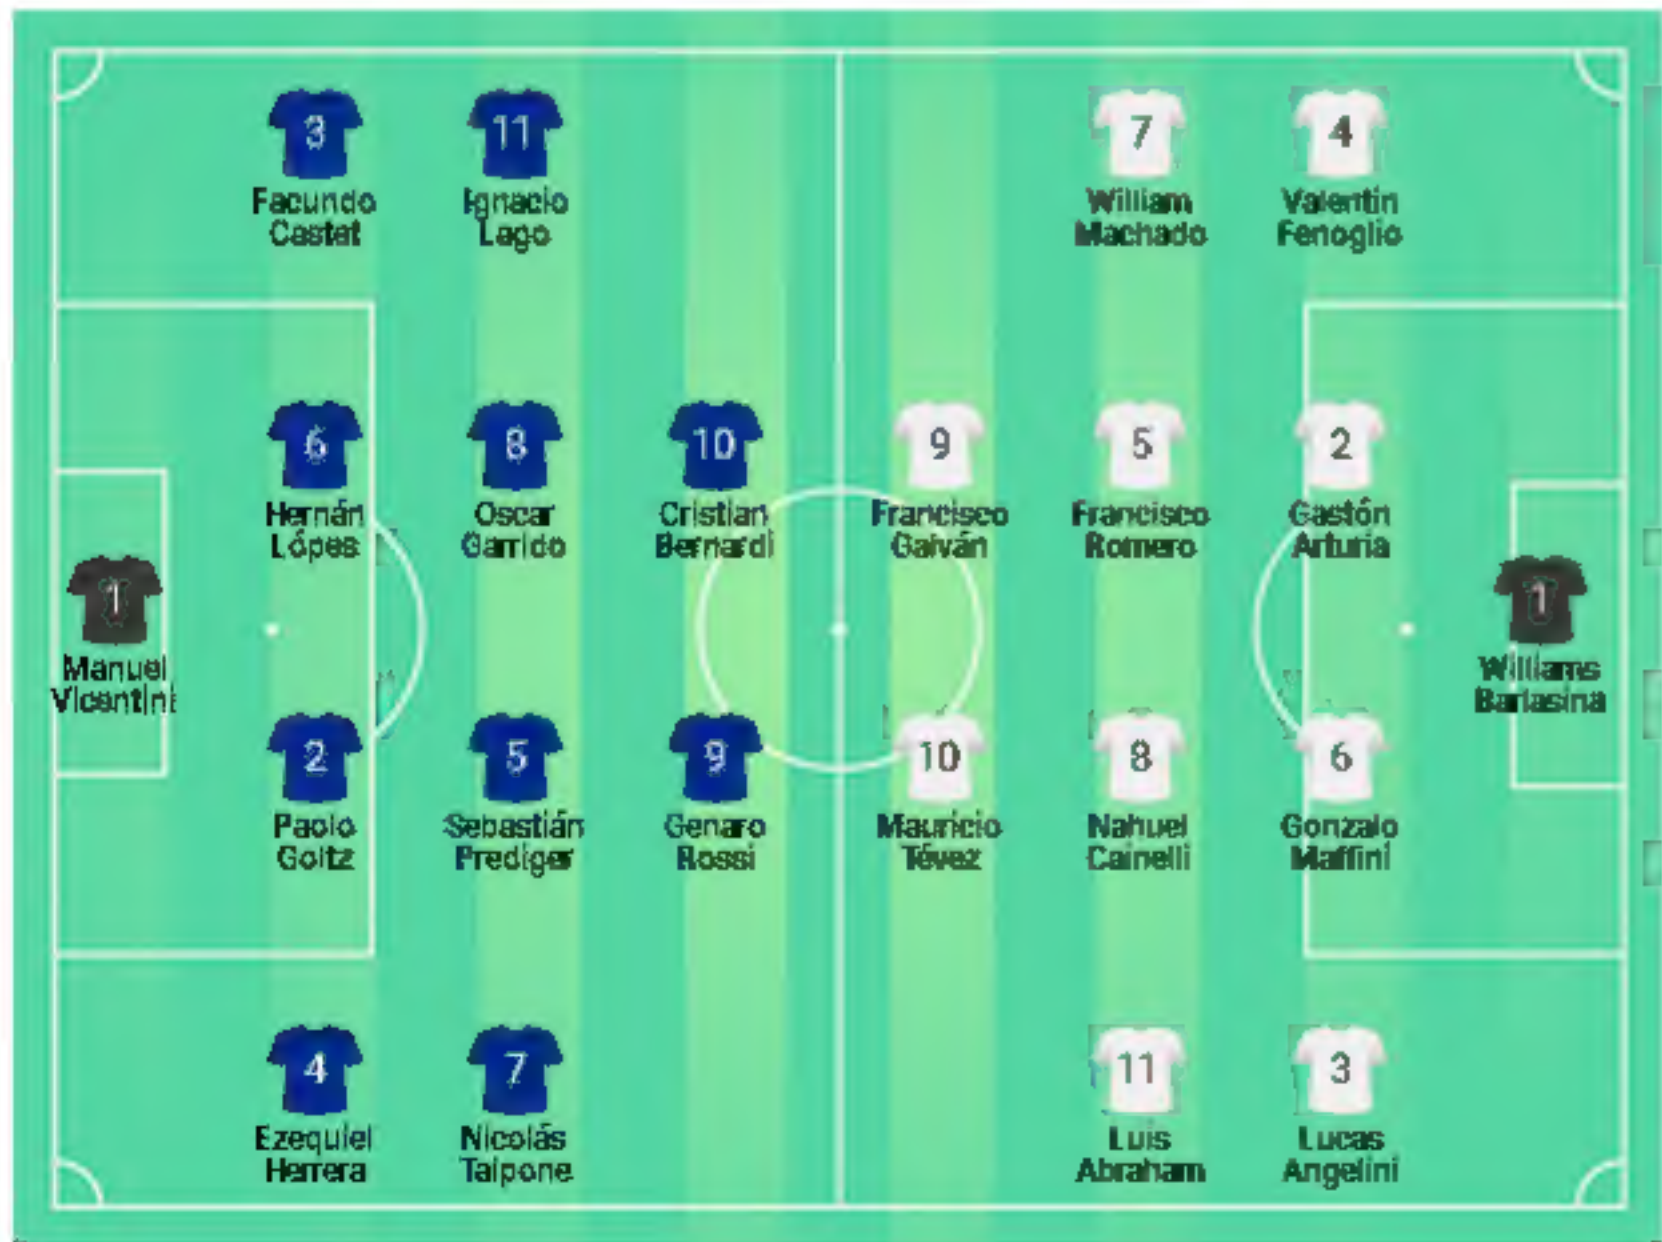 3
Facundo
Castet
11
Ignacio
Lago
7
William
Machado
4
Valentín
Fenoglio
6
Hernán
Lópes
8
Oscar
Garrido
10
Cristian
Bernardi
9
Francisco
Galván
5
Francisco
Romero
2
Gastón
Arturia
1
Manuel
Vicentini
1
Williams
Barlasina
2
Paolo
Goltz
5
Sebastián
Prediger
9
Genaro
Rossi
10
Mauricio
Tévez
8
Nahuel
Cainelli
6
Gonzalo
Maffini
4
Ezequiel
Herrera
7
Nicolás
Talpone
11
Luis
Abraham
3
Lucas
Angelini